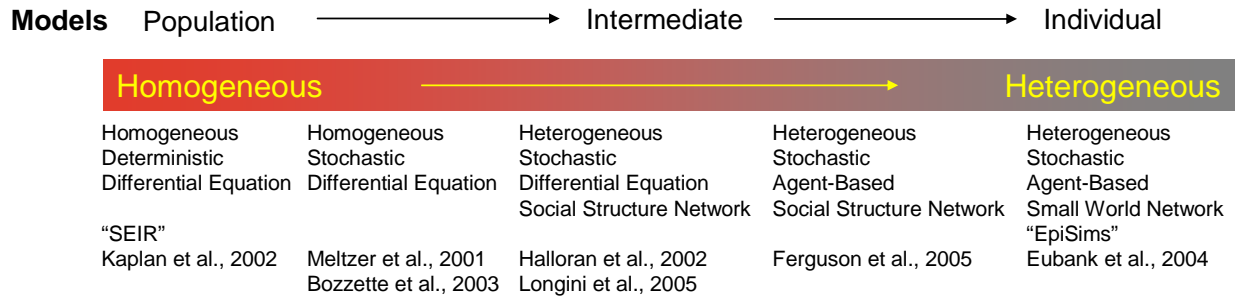 Models Population Intermediate Individual
Homogeneous Heterogeneous
Homogeneous Homogeneous Heterogeneous Heterogeneous Heterogeneous
Deterministic Stochastic Stochastic Stochastic Stochastic
Differential Equation Differential Equation Differential Equation Agent-Based Agent-Based
Social Structure Network Social Structure Network Small World Network
“SEIR” “EpiSims”
Kaplan et al., 2002 Meltzer et al., 2001 Halloran et al., 2002 Ferguson et al., 2005 Eubank et al., 2004
Bozzette et al., 2003 Longini et al., 2005